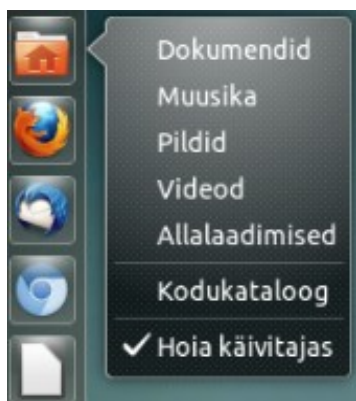 Dokumendid
Muusika
Pildid
Videod
Allalaadimised
Kodukataloog
Hoia käivitajas